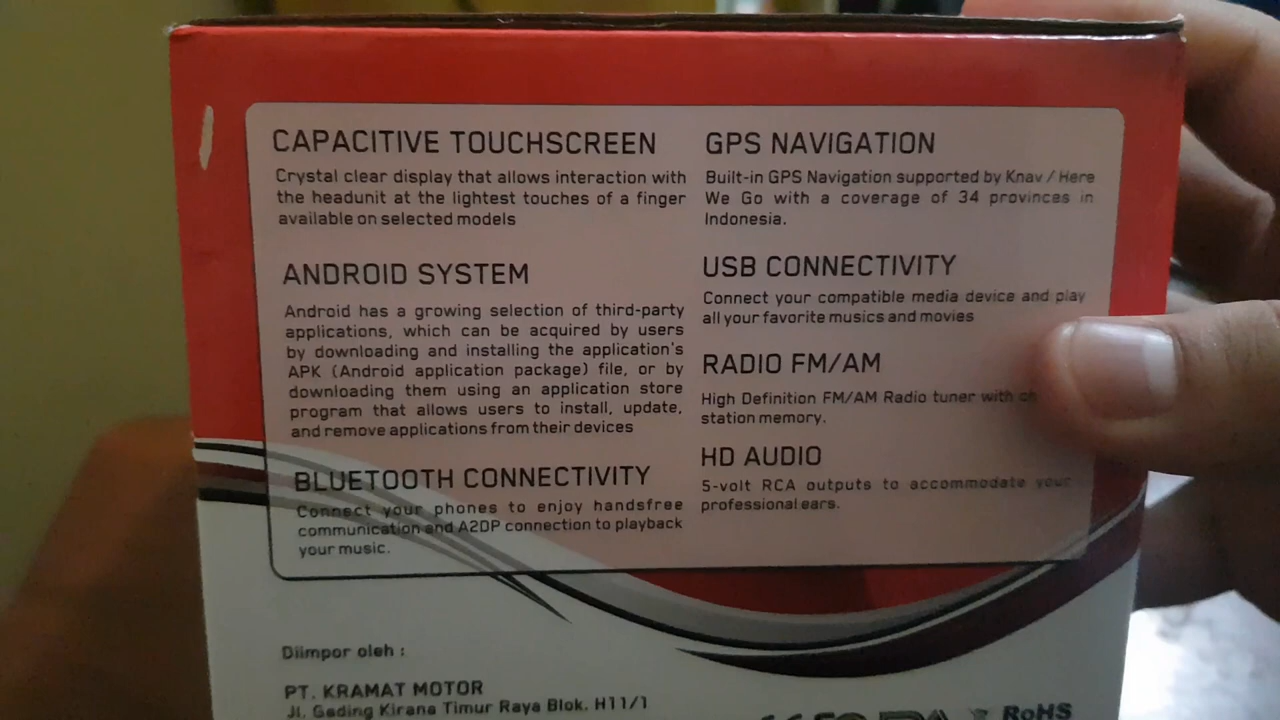 CAPACITIVE TOUCHSCREEN
Crystal clear display that allows interaction with
the headunit at the lightest touches of a finger
available on selected models
ANDROID SYSTEM
Android has a growing selection of third-party
applications, which can be acquired by users
by downloading and installing the application's
APK (Android application package) file, or by
downloading them using an application store
program that allows users to install, update,
and remove applications from their devices
BLUETOOTH CONNECTIVITY
Connect your phones to enjoy handsfree
communication and A2DP connection to playback
your music.
GPS NAVIGATION
Built-in GPS Navigation supported by Knav / Here
We Go with a coverage of 34 provinces in
Indonesia.
USB CONNECTIVITY
Connect your compatible media device and play
all your favorite musics and movies
RADIO FM/AM
High Definition FM/AM Radio tuner with
station memory.
HD AUDIO
5-volt RCA outputs to accommodate your
professional ears.
Diimpor oleh :
PT. KRAMAT MOTOR
Jl. Gading Kirana Timur Raya Blok. H11/1
RoHS